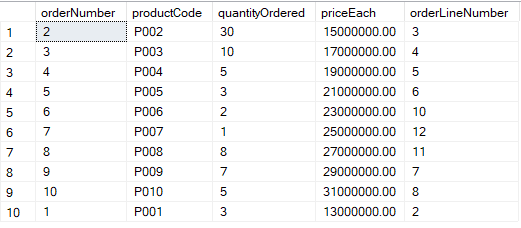 orderNumber productCode quantityOrdered priceEach orderLineNumber
1 2 P002 30 15000000.00 3
2 3 P003 10 17000000.00 4
3 4 P004 5 19000000.00 5
4 5 P005 3 21000000.00 6
5 6 P006 2 23000000.00 10
6 7 P007 1 25000000.00 12
7 8 P008 8 27000000.00 11
8 9 P009 7 29000000.00 7
9 10 P010 5 31000000.00 8
10 1 P001 3 13000000.00 2